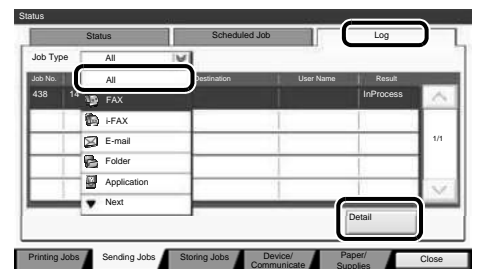 Status
Status Scheduled Job Log
Job Type All
Job No. Destination User Name Result
All
438 14 InProcess
FAX
i-FAX
E-mail
1/1
Folder
Application
Next
Detail
Printing Jobs Sending Jobs Storing Jobs Device/
Communicate Paper/
Supplies Close